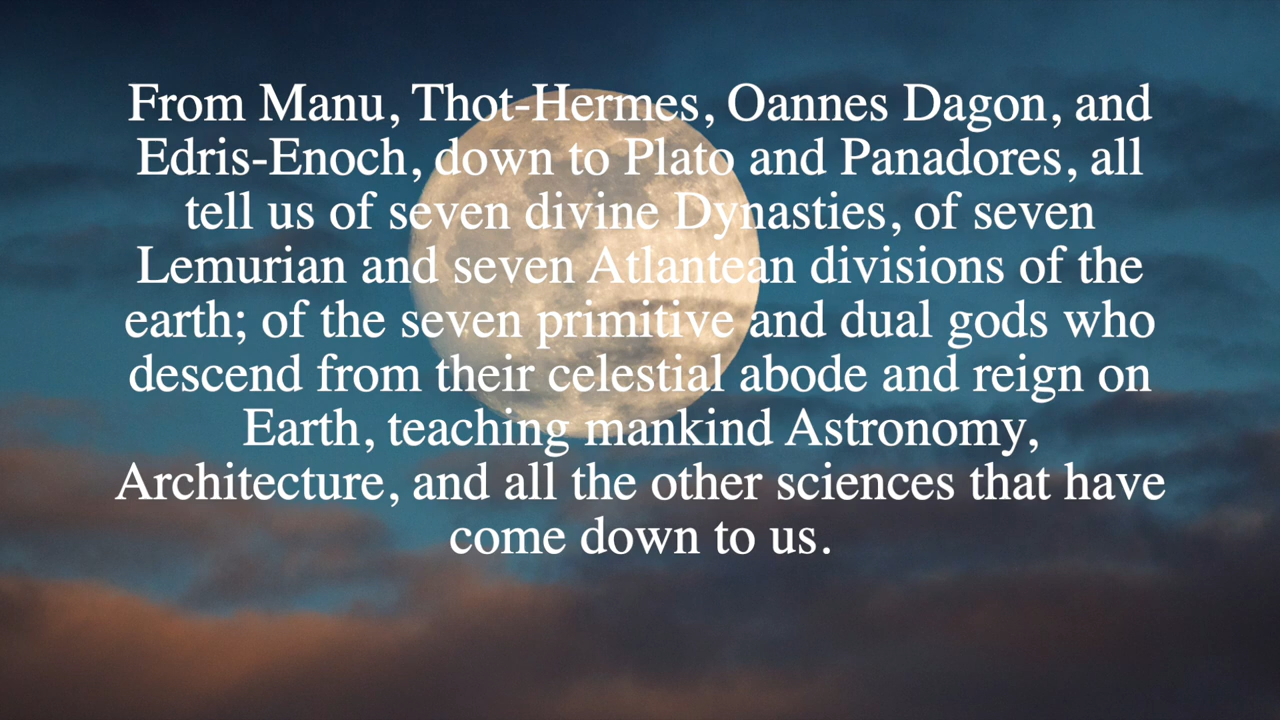 From Manu, Thot-Hermes, Oannes Dagon, and
Edris-Enoch, down to Plato and Panadores, all
tell us of seven divine Dynasties, of seven
Lemurian and seven Atlantean divisions of the
earth; of the seven primitive and dual gods who
descend from their celestial abode and reign on
Earth, teaching mankind Astronomy,
Architecture, and all the other sciences that have
come down to us.